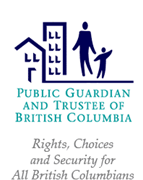 PUBLIC GUARDIAN
AND TRUSTEE OF
BRITISH COLUMBIA
Rights, Choices
and Security for
All British Columbians